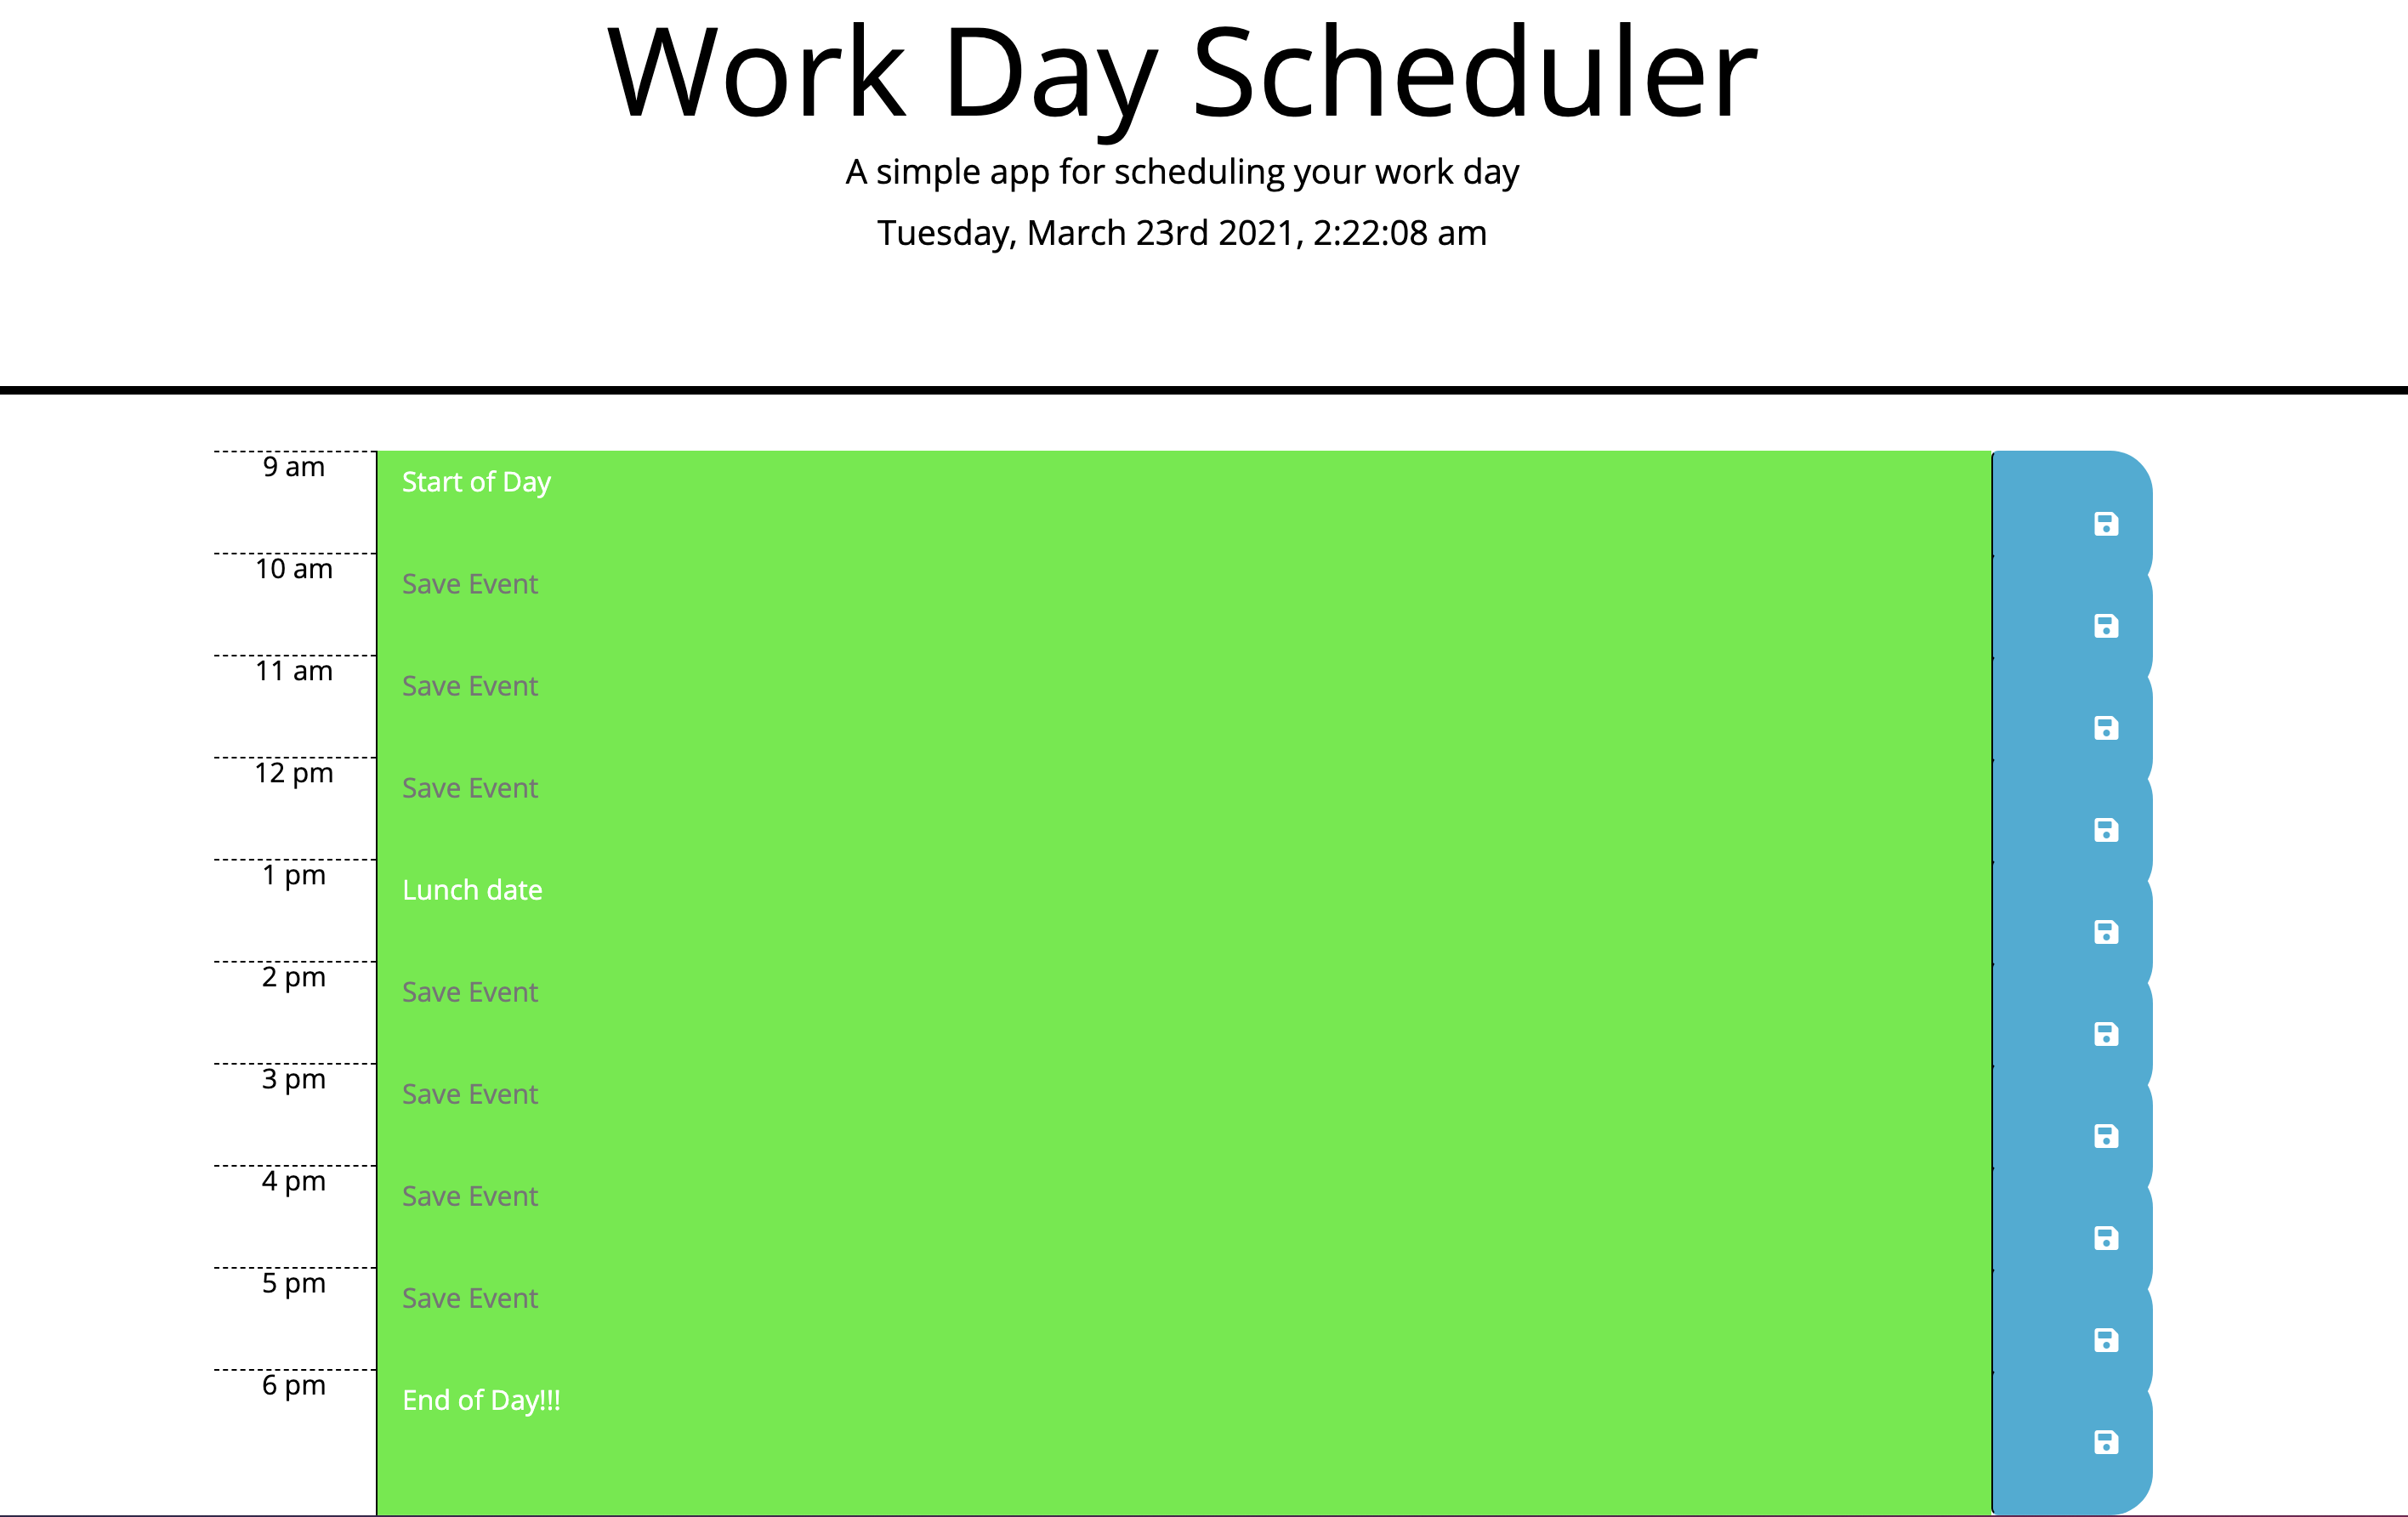 Work Day Scheduler
A simple app for scheduling your work day
Tuesday, March 23rd 2021, 2:22:08 am
9 am Start of Day
10 am Save Event
11 am Save Event
12 pm Save Event
1 pm Lunch date
2 pm Save Event
3 pm Save Event
4 pm Save Event
5 pm Save Event
6 pm End of Day!!!